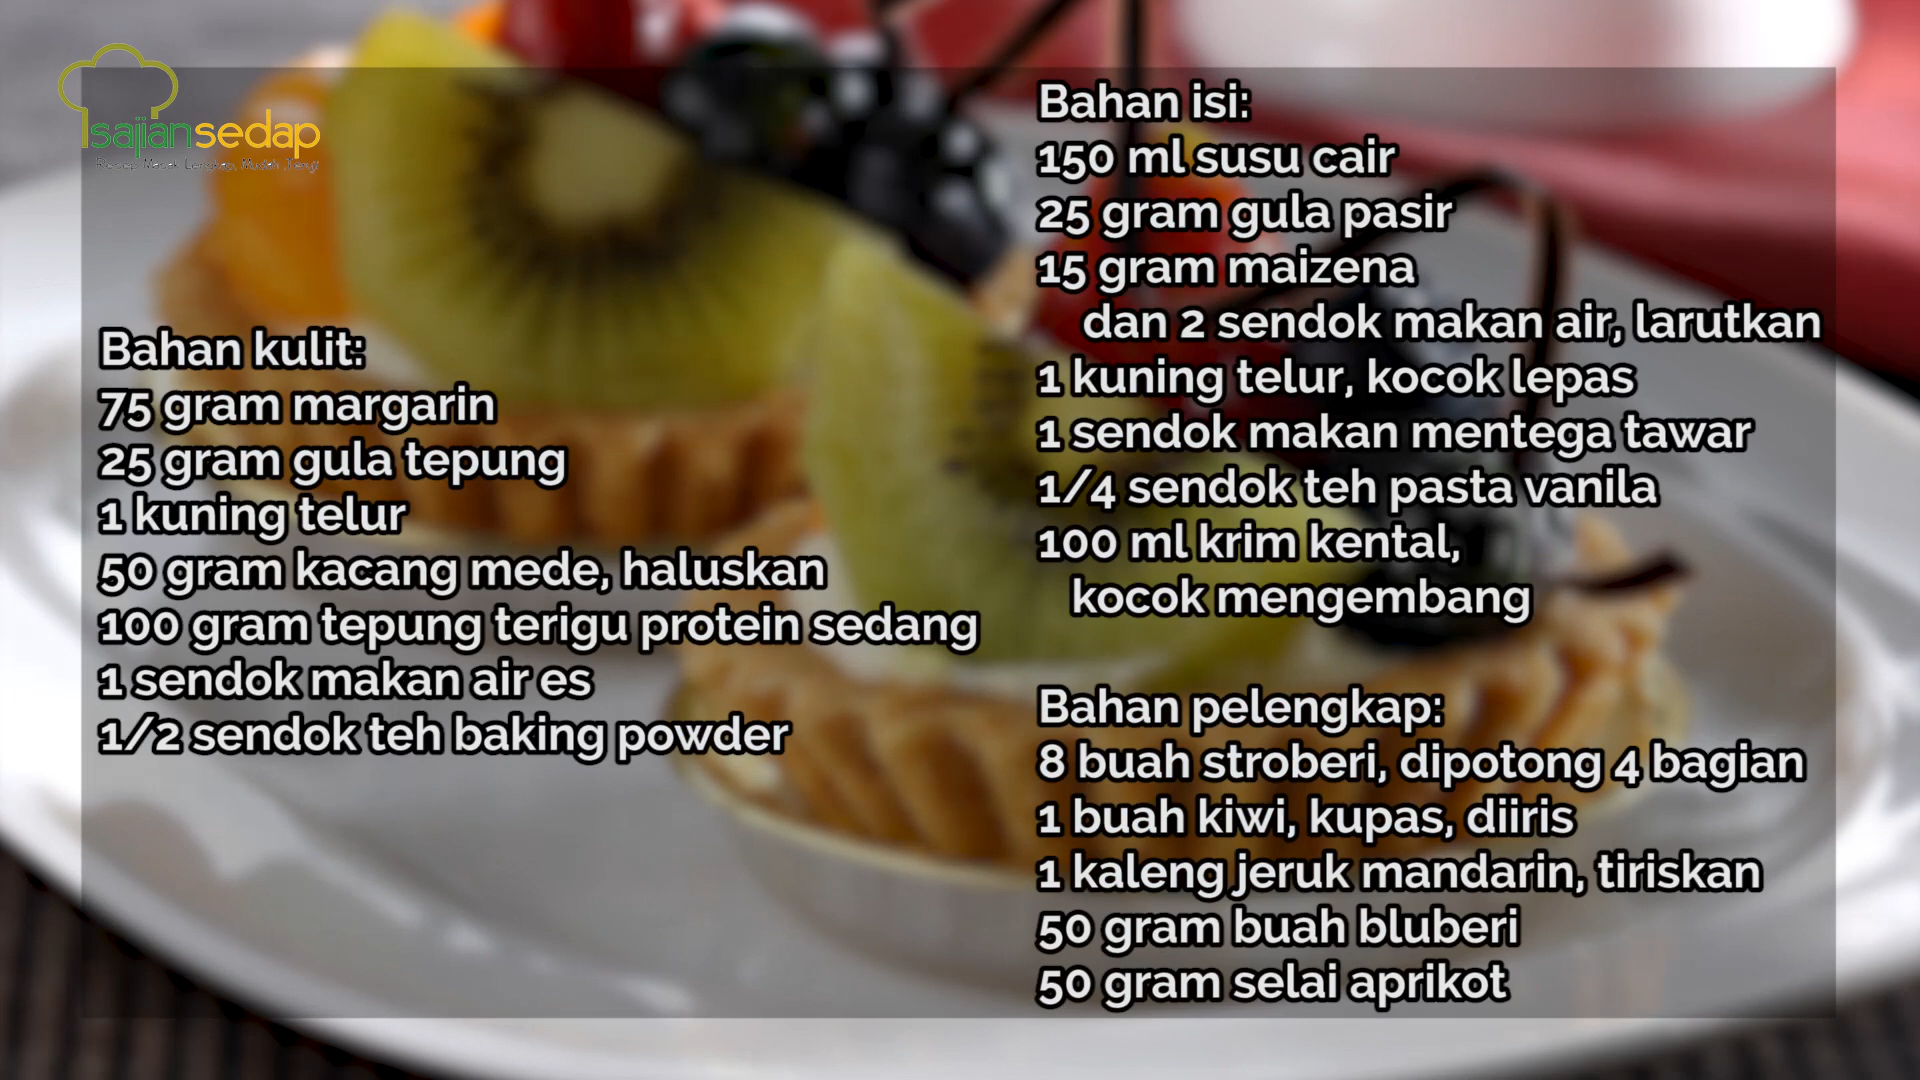 sajiansedap
Bahan kulit:
75 gram margarin
25 gram gula tepung
1 kuning telur
50 gram kacang mede, haluskan
100 gram tepung terigu protein sedang
1 sendok makan air es
1/2 sendok teh baking powder
Bahan isi:
150 ml susu cair
25 gram gula pasir
15 gram maizena
dan 2 sendok makan air, larutkan
1 kuning telur, kocok lepas
1 sendok makan mentega tawar
1/4 sendok teh pasta vanila
100 ml krim kental,
kocok mengembang
Bahan pelengkap:
8 buah stroberi, dipotong 4 bagian
1 buah kiwi, kupas, diiris
1 kaleng jeruk mandarin, tiriskan
50 gram buah bluberi
50 gram selai aprikot